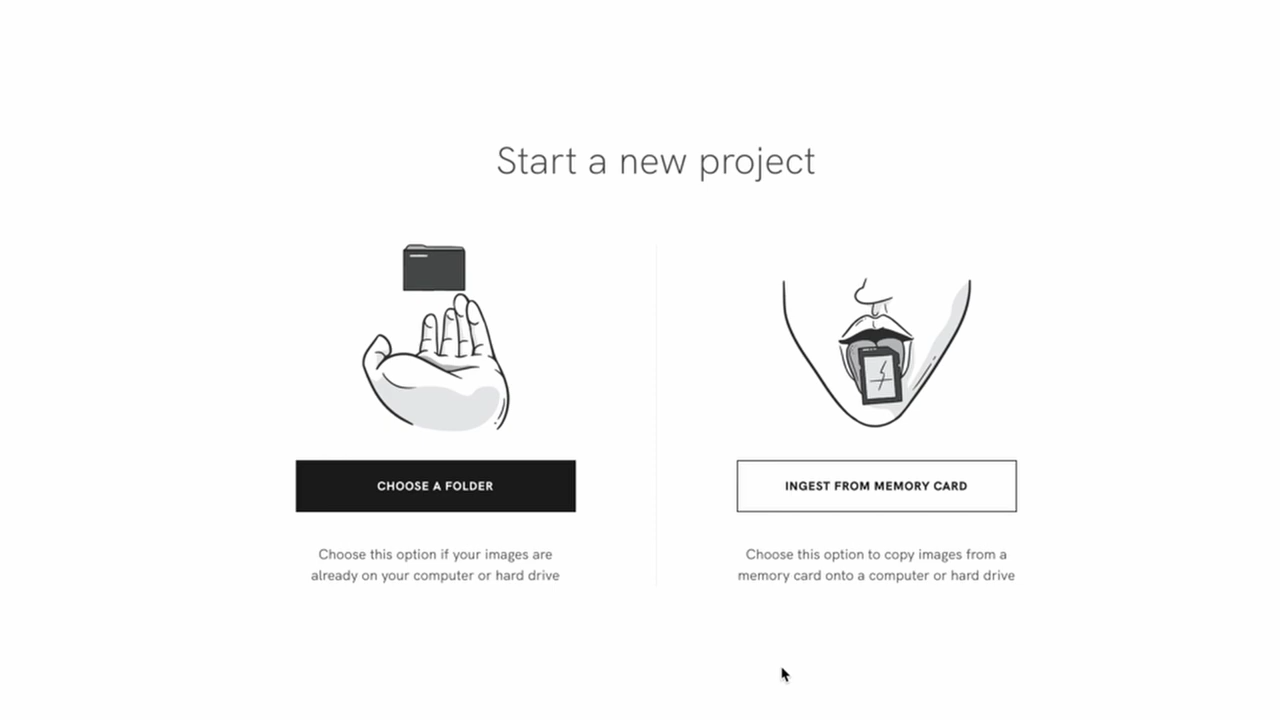 Start a new project
CHOOSE A FOLDER
Choose this option if your images are
already on your computer or hard drive
INGEST FROM MEMORY CARD
Choose this option to copy images from a
memory card onto a computer or hard drive